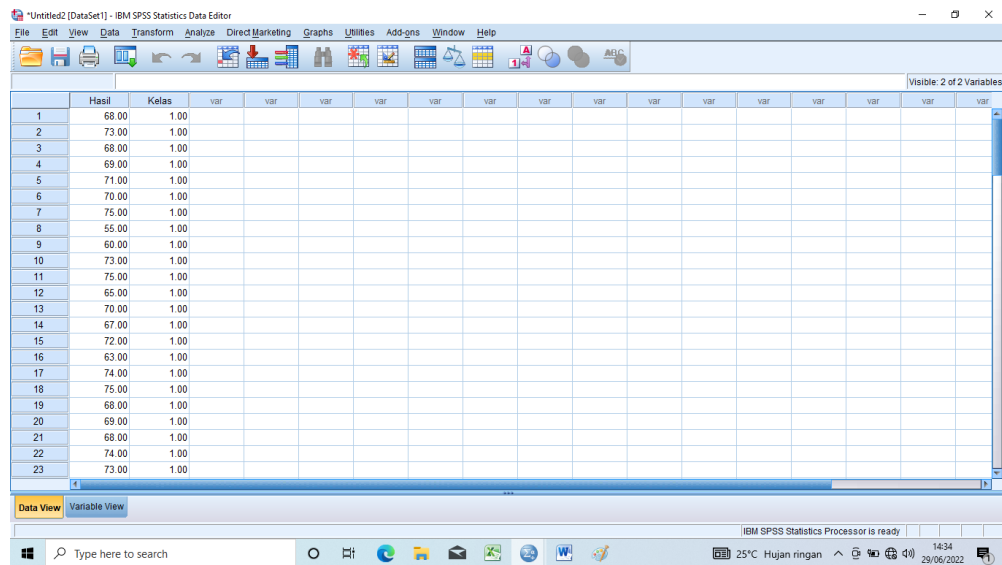 *Untitled2 [DataSet1] - IBM SPSS Statistics Data Editor
File Edit View Data Transform Analyze Direct Marketing Graphs Utilities Add-ons Window Help
Visible: 2 of 2 Variables
Hasil Kelas var var var var var var var var var var var var var var var
1 68.00 1.00
2 73.00 1.00
3 68.00 1.00
4 69.00 1.00
5 71.00 1.00
6 70.00 1.00
7 75.00 1.00
8 55.00 1.00
9 60.00 1.00
10 73.00 1.00
11 75.00 1.00
12 65.00 1.00
13 70.00 1.00
14 67.00 1.00
15 72.00 1.00
16 63.00 1.00
17 74.00 1.00
18 75.00 1.00
19 68.00 1.00
20 69.00 1.00
21 68.00 1.00
22 74.00 1.00
23 73.00 1.00
Data View Variable View
IBM SPSS Statistics Processor is ready
Type here to search 25°C Hujan ringan 14:34
29/06/2022